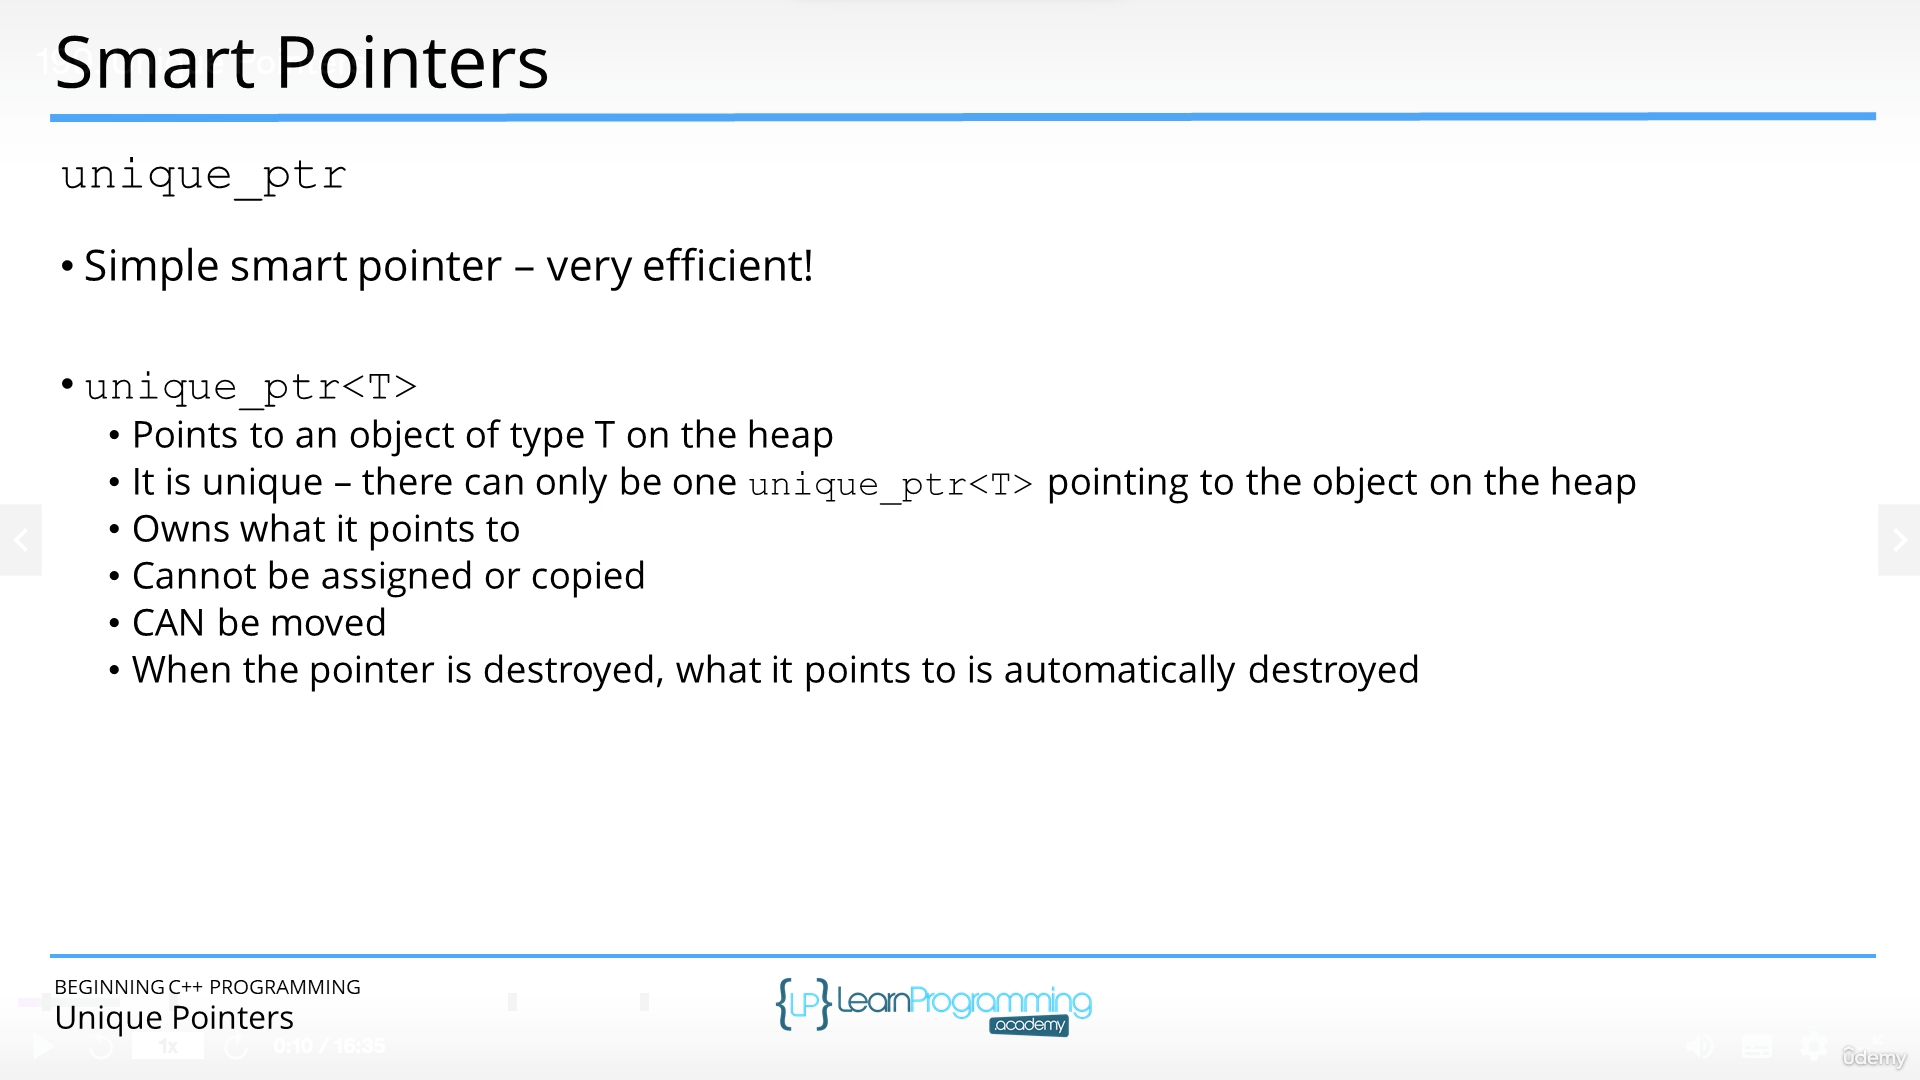 Smart Pointers
unique_ptr
• Simple smart pointer – very efficient!
• unique_ptr<T>
• Points to an object of type T on the heap
• It is unique – there can only be one unique_ptr<T> pointing to the object on the heap
• Owns what it points to
• Cannot be assigned or copied
• CAN be moved
• When the pointer is destroyed, what it points to is automatically destroyed
BEGINNING C++ PROGRAMMING
Unique Pointers
{LP} LearnProgramming
academy
1x
0:10 / 16:35
ûdemy